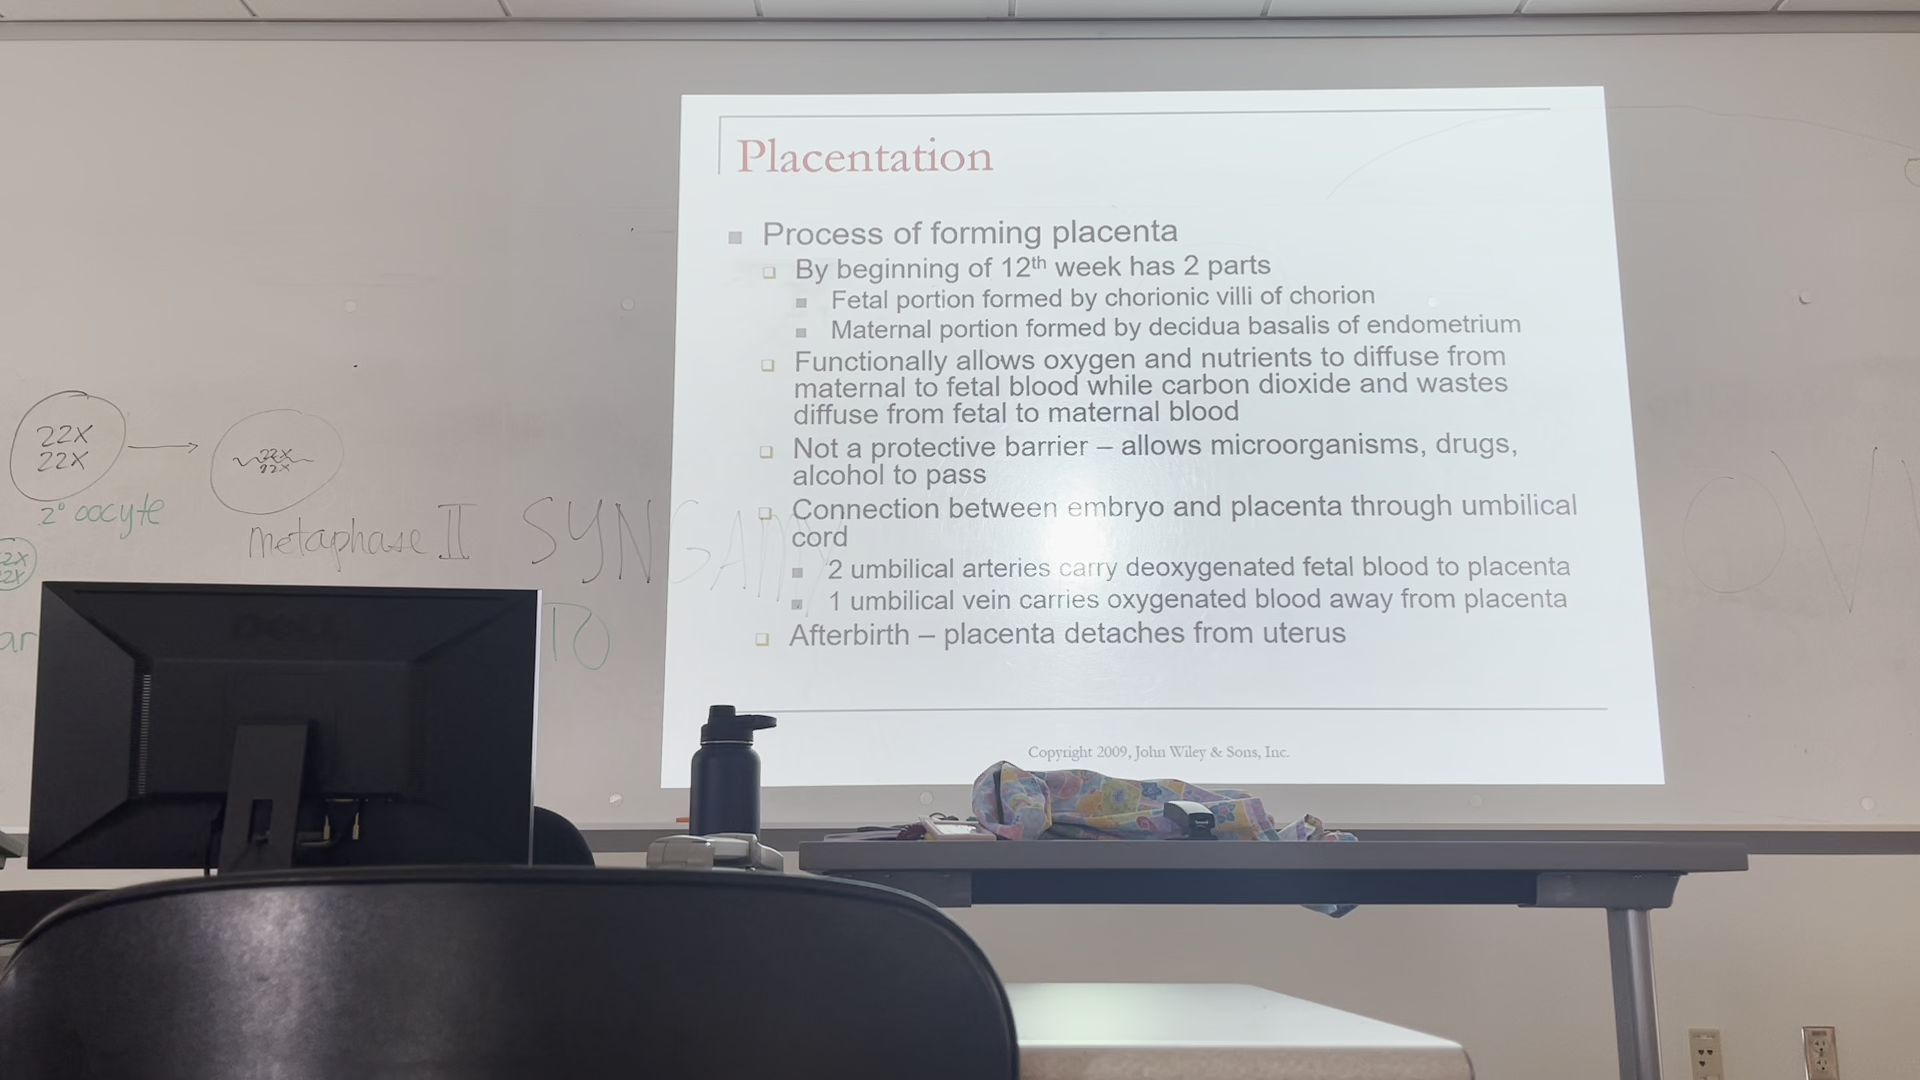 Placentation
Process of forming placenta
By beginning of 12th week has 2 parts
Fetal portion formed by chorionic villi of chorion
Maternal portion formed by decidua basalis of endometrium
Functionally allows oxygen and nutrients to diffuse from
maternal to fetal blood while carbon dioxide and wastes
diffuse from fetal to maternal blood
Not a protective barrier – allows microorganisms, drugs,
alcohol to pass
Connection between embryo and placenta through umbilical
cord
2 umbilical arteries carry deoxygenated fetal blood to placenta
1 umbilical vein carries oxygenated blood away from placenta
Afterbirth – placenta detaches from uterus
Copyright 2009, John Wiley & Sons, Inc.
22X
22X
2° oocyte
22X
22X
metaphase II
SYNGAMY
TO
OV
DELL